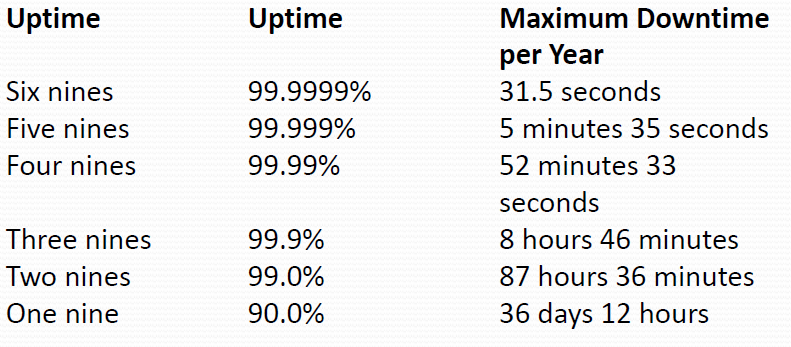 Uptime Uptime Maximum Downtime
per Year
Six nines 99.9999% 31.5 seconds
Five nines 99.999% 5 minutes 35 seconds
Four nines 99.99% 52 minutes 33
seconds
Three nines 99.9% 8 hours 46 minutes
Two nines 99.0% 87 hours 36 minutes
One nine 90.0% 36 days 12 hours